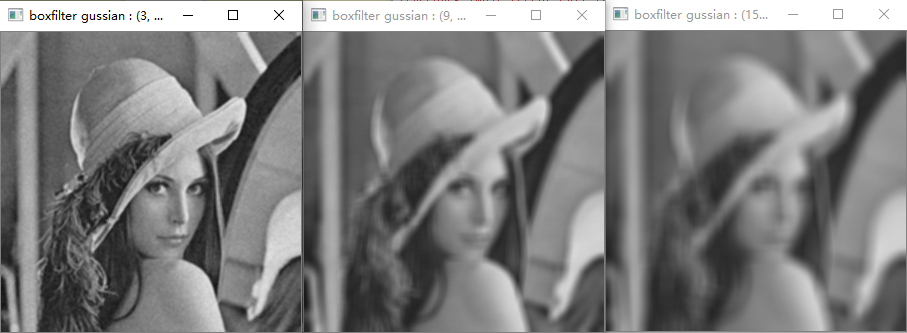 boxfilter gussian : (3, ...
boxfilter gussian : (9, ...
boxfilter gussian : (15...